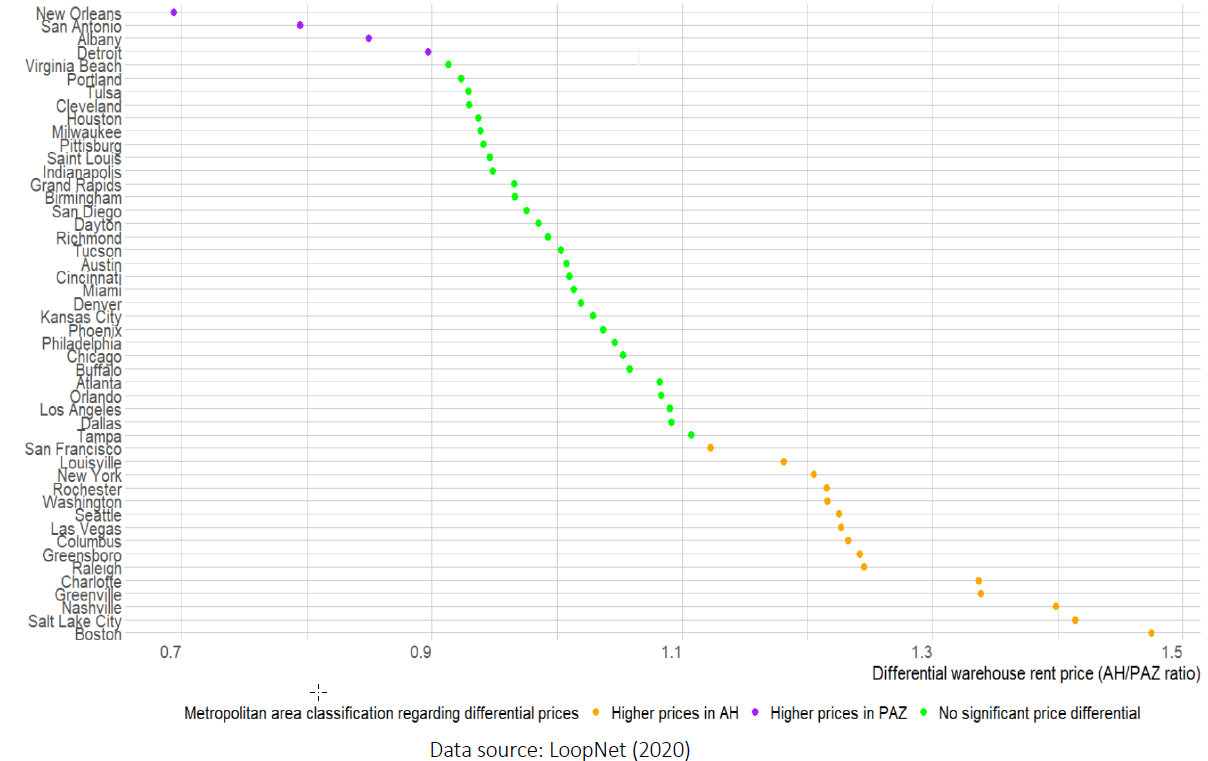 New Orleans
San Antonio
Albany
Detroit
Virginia Beach
Portland
Tulsa
Cleveland
Houston
Milwaukee
Pittsburg
Saint Louis
Indianapolis
Grand Rapids
Birmingham
San Diego
Dayton
Richmond
Tucson
Austin
Cincinnati
Miami
Denver
Kansas City
Phoenix
Philadelphia
Chicago
Buffalo
Atlanta
Orlando
Los Angeles
Dallas
Tampa
San Francisco
Louisville
New York
Rochester
Washington
Seattle
Las Vegas
Columbus
Greensboro
Raleigh
Charlotte
Greenville
Nashville
Salt Lake City
Boston
0.7 0.9 1.1 1.3 1.5
Differential warehouse rent price (AH/PAZ ratio)
Metropolitan area classification regarding differential prices Higher prices in AH Higher prices in PAZ No significant price differential
Data source: LoopNet (2020)